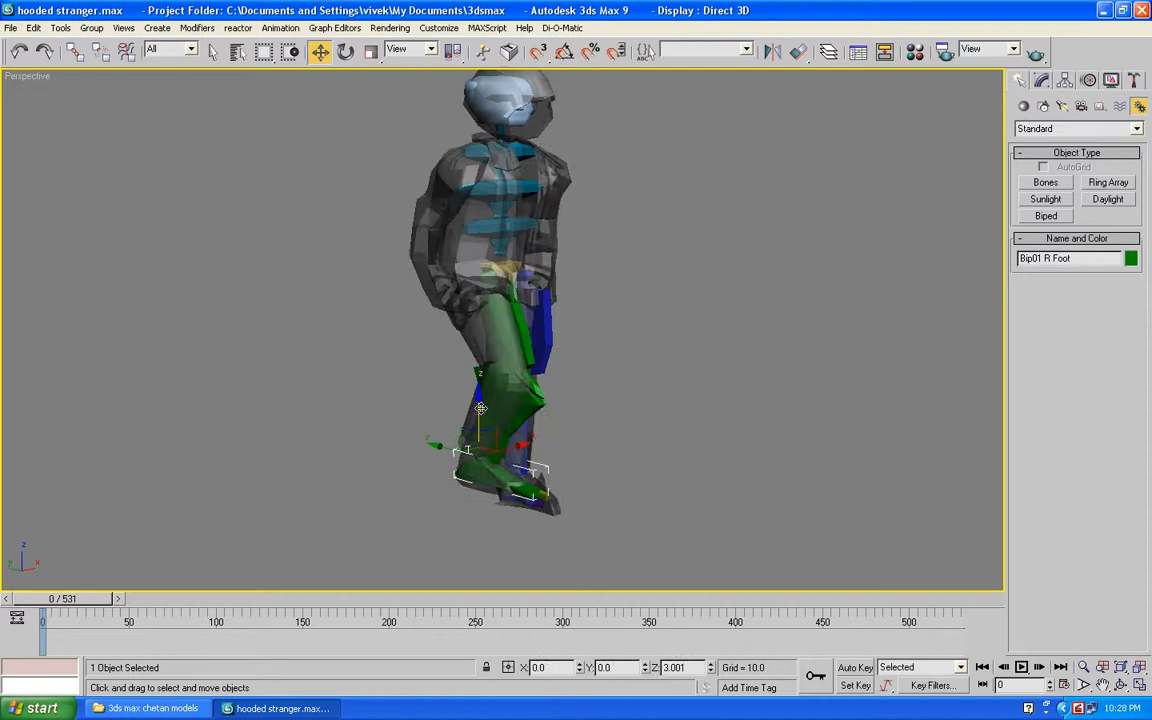 hooded stranger.max - Project Folder: C:\Documents and Settings\vivek\My Documents\3dsmax - Autodesk 3ds Max 9 - Display : Direct 3D
File Edit Tools Group Views Create Modifiers reactor Animation Graph Editors Rendering Customize MAXScript Help Di-O-Matic
All View View
Perspective
Standard
- Object Type
AutoGrid
Bones Ring Array
Sunlight Daylight
Biped
- Name and Color
Bip01 R Foot
z
z
y x
< 0 / 531 >
0 50 100 150 200 250 300 350 400 450 500
1 Object Selected X: 0.0 Y: 0.0 Z: 3.001 Grid = 10.0 Auto Key Selected
Click and drag to select and move objects Add Time Tag Set Key Key Filters... 0
start 3ds max chetan models hooded stranger.max... 10:28 PM